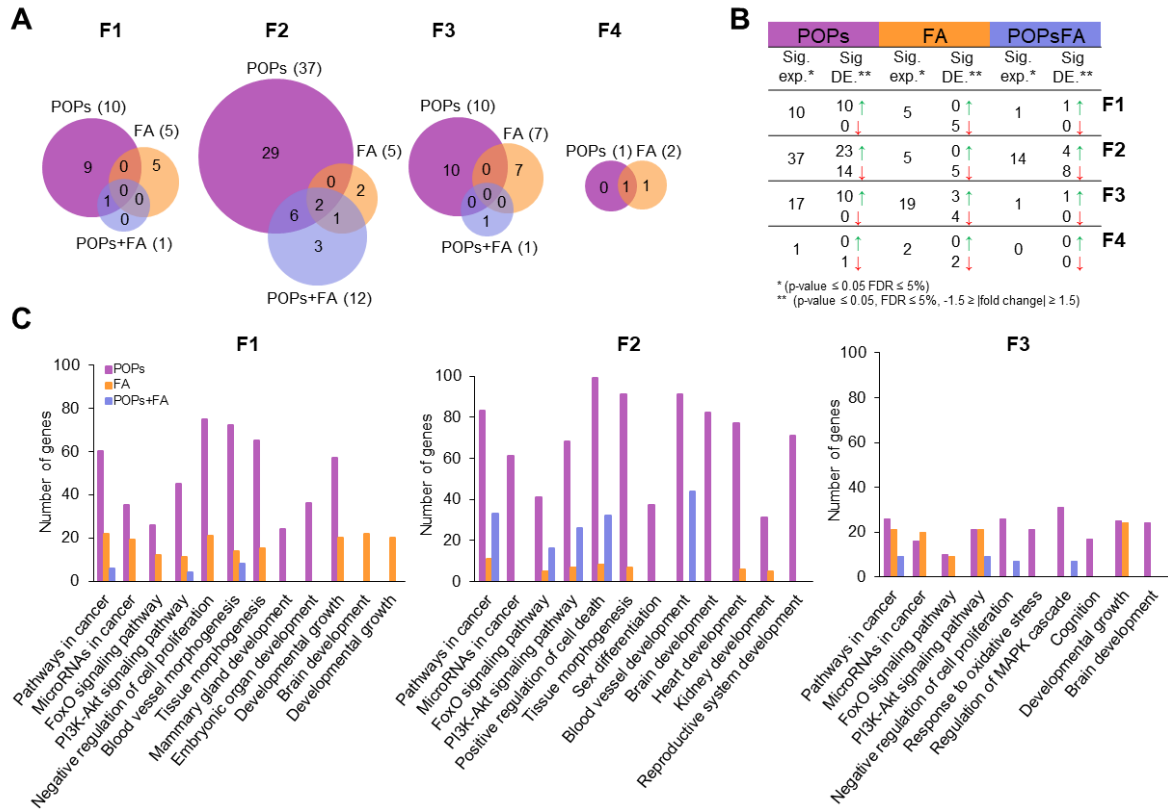 A
F1
F2
F3
F4
POPs (10)
FA (5)
9
0
5
0
1
0
0
POPs+FA (1)
POPs (37)
FA (5)
29
0
2
2
6
1
3
POPs+FA (12)
POPs (10)
FA (7)
10
0
7
0
0
0
1
POPs+FA (1)
POPs (1) FA (2)
0
1
1
B
POPs FA POPsFA
Sig. exp.* Sig DE.** Sig. exp.* Sig DE.** Sig. exp.* Sig DE.**
10 10 ↑ 5 0 ↑ 1 1 ↑ F1
0 ↓ 5 ↓ 0 ↓
37 23 ↑ 5 0 ↑ 14 4 ↑ F2
14 ↓ 5 ↓ 8 ↓
17 10 ↑ 19 3 ↑ 1 1 ↑ F3
0 ↓ 4 ↓ 0 ↓
1 0 ↑ 2 0 ↑ 0 0 ↑ F4
1 ↓ 2 ↓ 0 ↓
* (p-value ≤ 0.05 FDR ≤ 5%)
** (p-value ≤ 0.05, FDR ≤ 5%, -1.5 ≥ |fold change| ≥ 1.5)
C
F1
Number of genes
100
80
60
40
20
0
POPs
FA
POPs+FA
Pathways in cancer
MicroRNAs in cancer
FoxO signaling pathway
PI3K-Akt signaling pathway
Negative regulation of cell proliferation
Blood vessel morphogenesis
Tissue morphogenesis
Mammary gland development
Embryonic organ development
Developmental growth
Brain development
Developmental growth
F2
Number of genes
100
80
60
40
20
0
Pathways in cancer
MicroRNAs in cancer
FoxO signaling pathway
PI3K-Akt signaling pathway
Positive regulation of cell death
Tissue morphogenesis
Sex differentiation
Blood vessel development
Brain development
Heart development
Kidney development
Reproductive system development
F3
Number of genes
100
80
60
40
20
0
Pathways in cancer
MicroRNAs in cancer
FoxO signaling pathway
PI3K-Akt signaling pathway
Negative regulation of cell proliferation
Response to oxidative stress
Regulation of MAPK cascade
Cognition
Developmental growth
Brain development